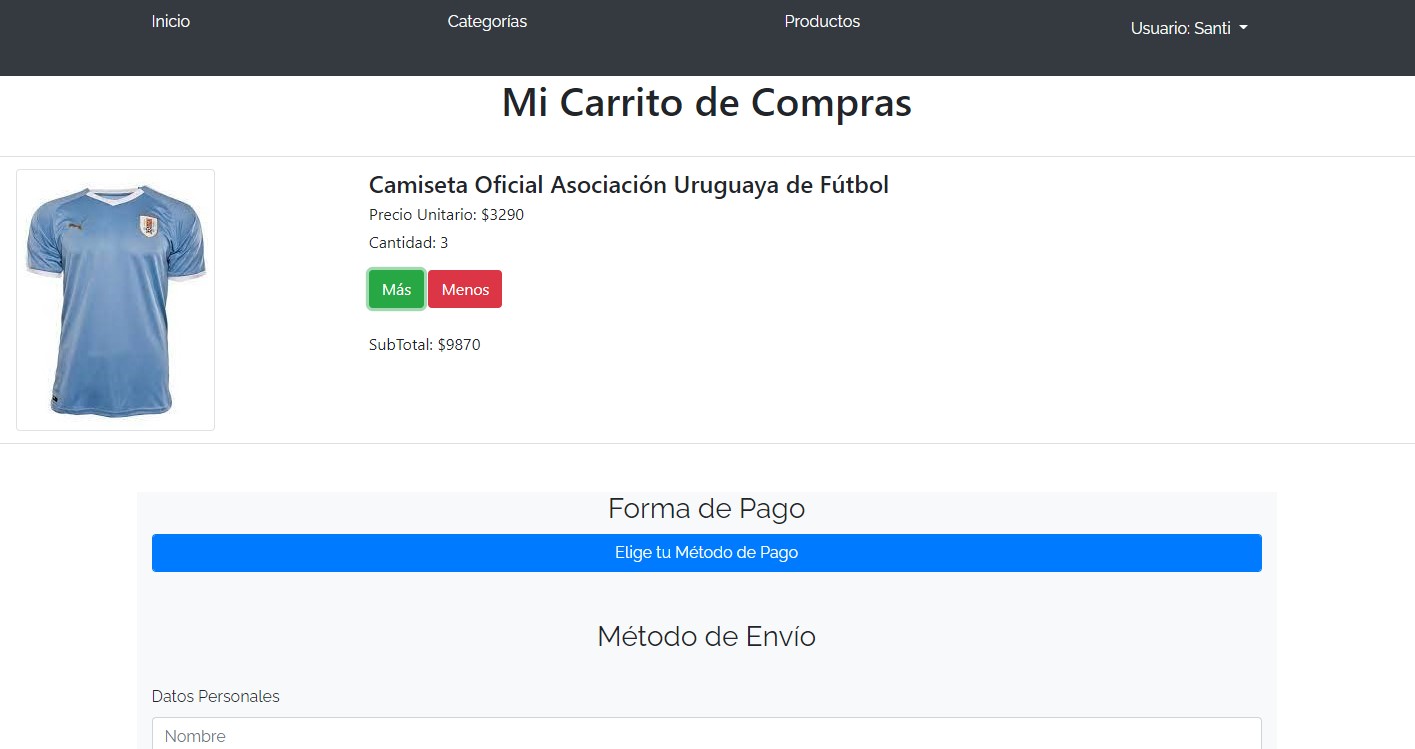 Inicio
Categorías
Productos
Usuario: Santi
Mi Carrito de Compras
Camiseta Oficial Asociación Uruguaya de Fútbol
Precio Unitario: $3290
Cantidad: 3
Más
Menos
SubTotal: $9870
Forma de Pago
Elige tu Método de Pago
Método de Envío
Datos Personales
Nombre